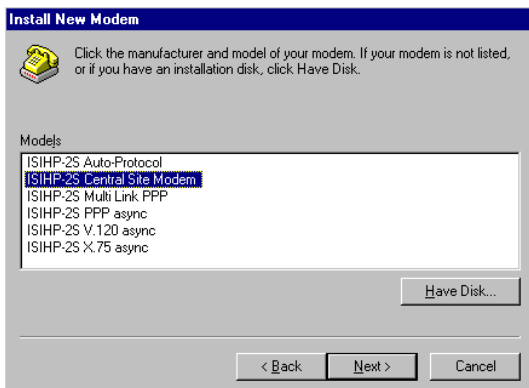 Install New Modem
Click the manufacturer and model of your modem. If your modem is not listed,
or if you have an installation disk, click Have Disk.
Models
ISIHP-2S Auto-Protocol
ISIHP-2S Central Site Modem
ISIHP-2S Multi Link PPP
ISIHP-2S PPP async
ISIHP-2S V.120 async
ISIHP-2S X.75 async
Have Disk...
< Back Next > Cancel